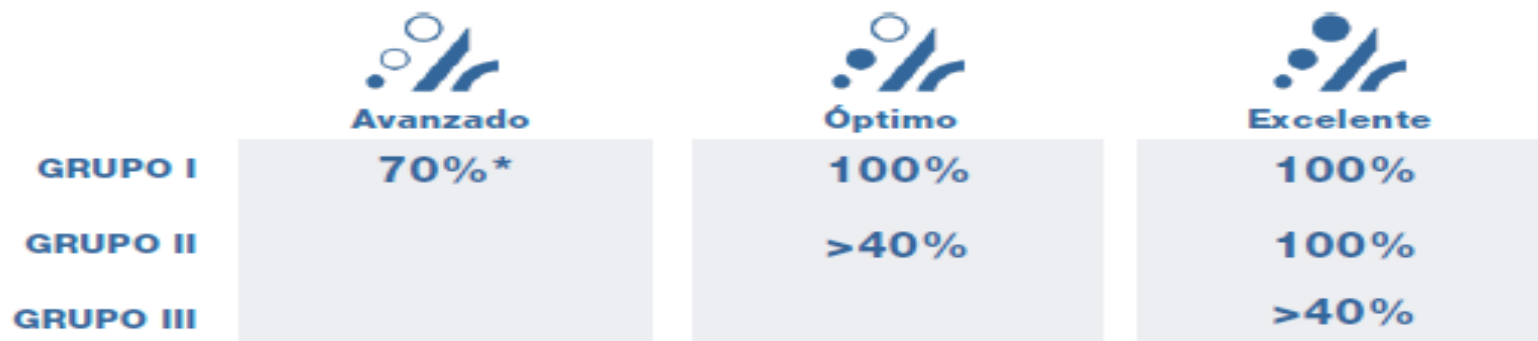 Avanzado Óptimo Excelente
GRUPO I 70%* 100% 100%
GRUPO II >40% 100%
GRUPO III >40%